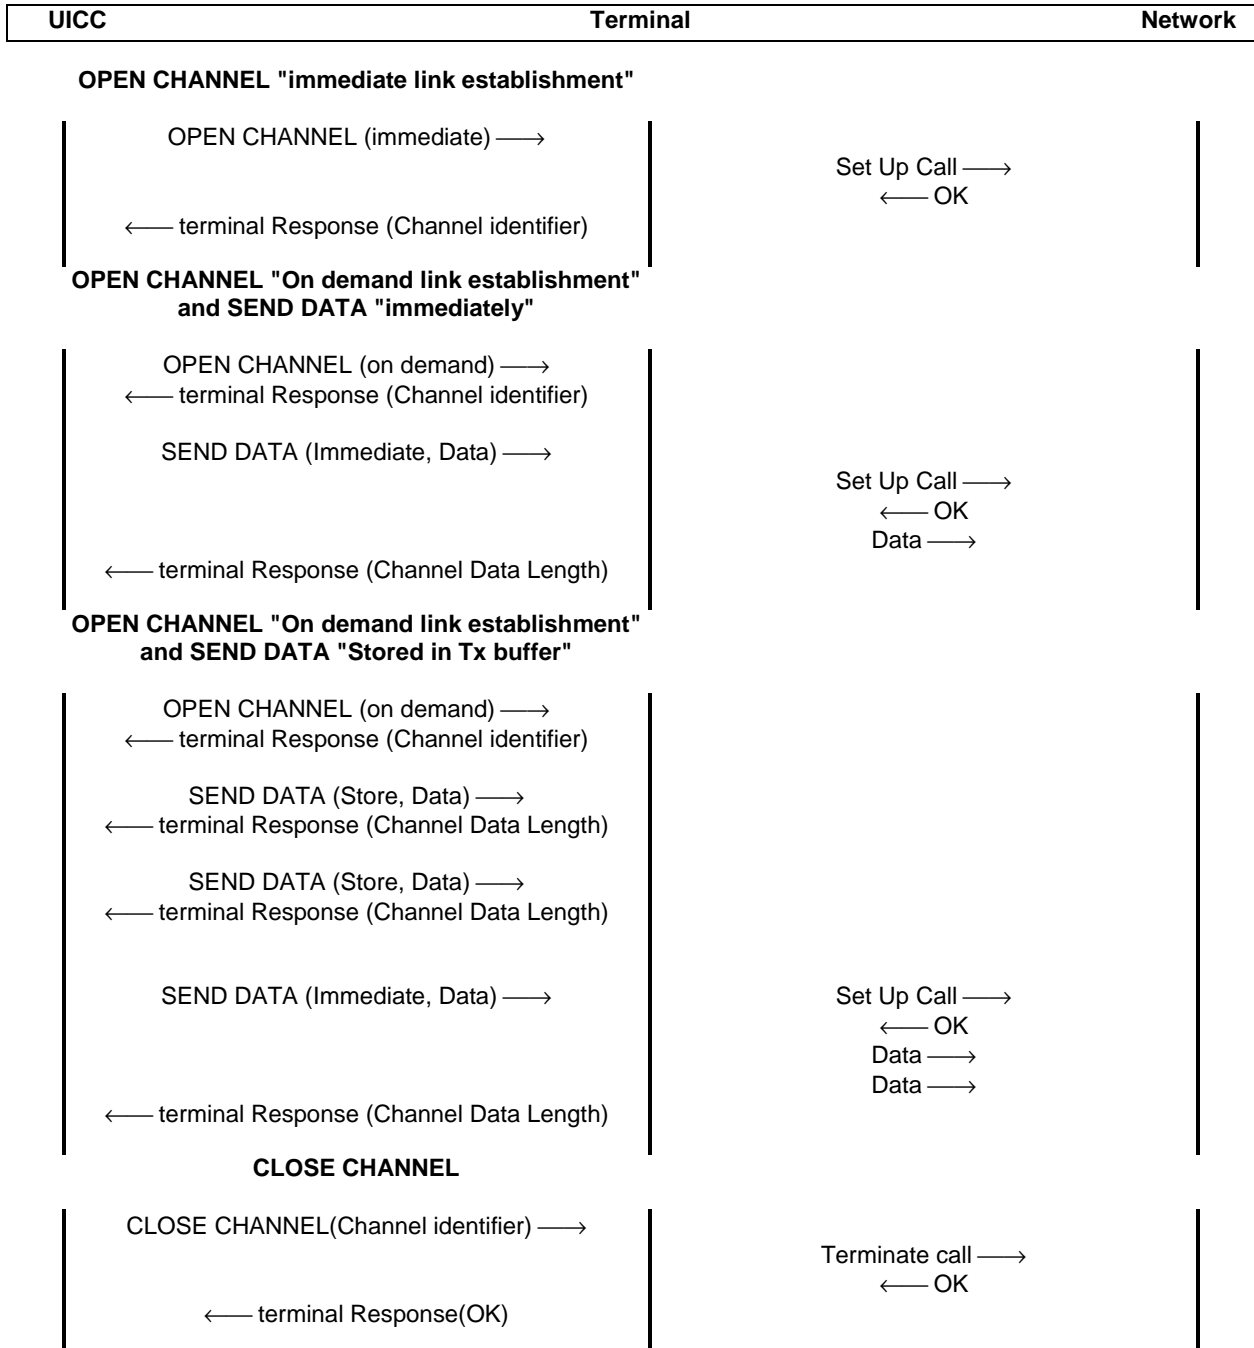 UICC Terminal Network
OPEN CHANNEL "immediate link establishment"
OPEN CHANNEL (immediate) ⟶
Set Up Call ⟶
⟵ OK
⟵ terminal Response (Channel identifier)
OPEN CHANNEL "On demand link establishment"
and SEND DATA "immediately"
OPEN CHANNEL (on demand) ⟶
⟵ terminal Response (Channel identifier)
SEND DATA (Immediate, Data) ⟶
Set Up Call ⟶
⟵ OK
Data ⟶
⟵ terminal Response (Channel Data Length)
OPEN CHANNEL "On demand link establishment"
and SEND DATA "Stored in Tx buffer"
OPEN CHANNEL (on demand) ⟶
⟵ terminal Response (Channel identifier)
SEND DATA (Store, Data) ⟶
⟵ terminal Response (Channel Data Length)
SEND DATA (Store, Data) ⟶
⟵ terminal Response (Channel Data Length)
SEND DATA (Immediate, Data) ⟶ Set Up Call ⟶
⟵ OK
Data ⟶
Data ⟶
⟵ terminal Response (Channel Data Length)
CLOSE CHANNEL
CLOSE CHANNEL(Channel identifier) ⟶
Terminate call ⟶
⟵ OK
⟵ terminal Response(OK)